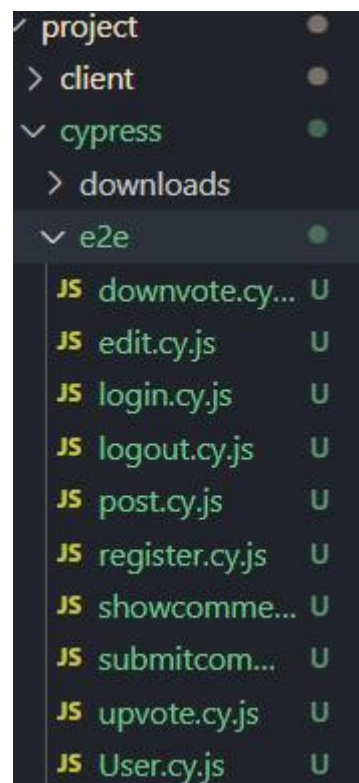 project
client
cypress
downloads
e2e
JS downvote.cy... U
JS edit.cy.js U
JS login.cy.js U
JS logout.cy.js U
JS post.cy.js U
JS register.cy.js U
JS showcomme... U
JS submitcom... U
JS upvote.cy.js U
JS User.cy.js U